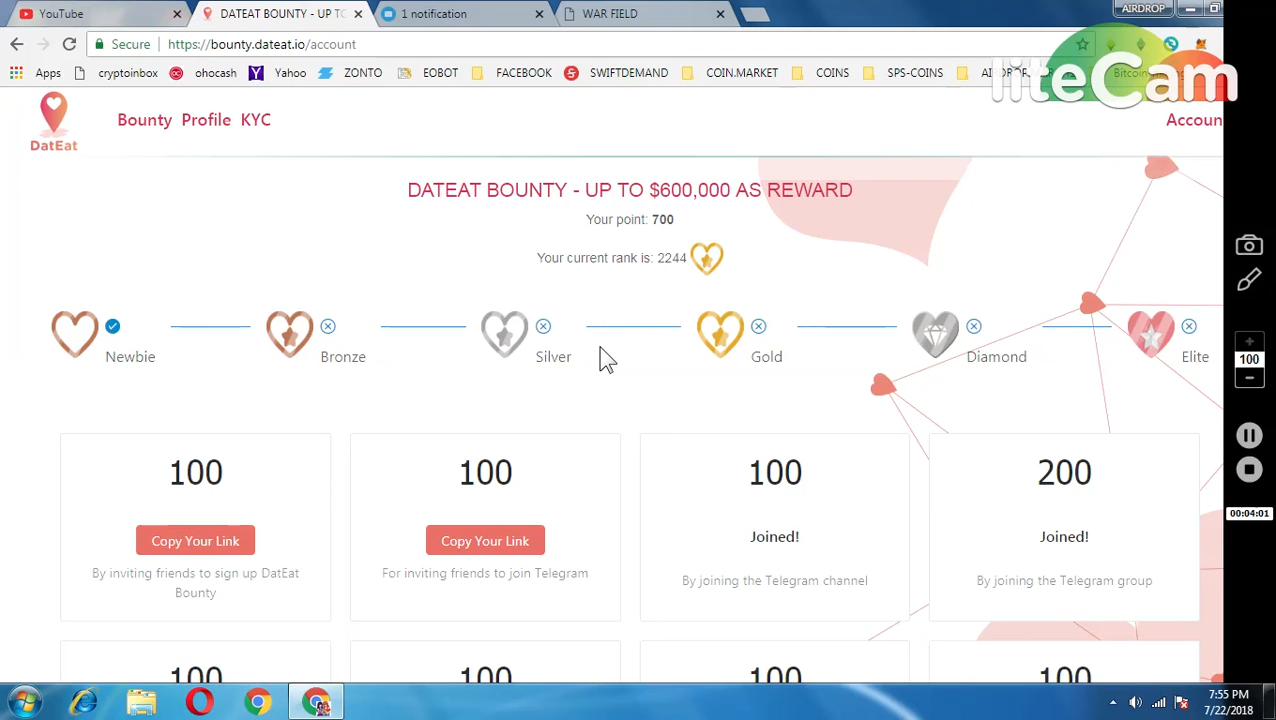 YouTube
DATEAT BOUNTY - UP TO
1 notification
WAR FIELD
AIRDROP
Secure
https://bounty.dateat.io/account
Apps
cryptoinbox
ohocash
Yahoo
ZONTO
EOBOT
FACEBOOK
SWIFTDEMAND
COIN.MARKET
COINS
SPS-COINS
liteCam
DatEat
Bounty Profile KYC
Accoun
DATEAT BOUNTY - UP TO $600,000 AS REWARD
Your point: 700
Your current rank is: 2244
Newbie
Bronze
Silver
Gold
Diamond
Elite
100
100
100
200
Copy Your Link
Copy Your Link
Joined!
Joined!
By inviting friends to sign up DatEat
Bounty
For inviting friends to join Telegram
By joining the Telegram channel
By joining the Telegram group
100
100
100
100
100
00:04:01
7:55 PM
7/22/2018